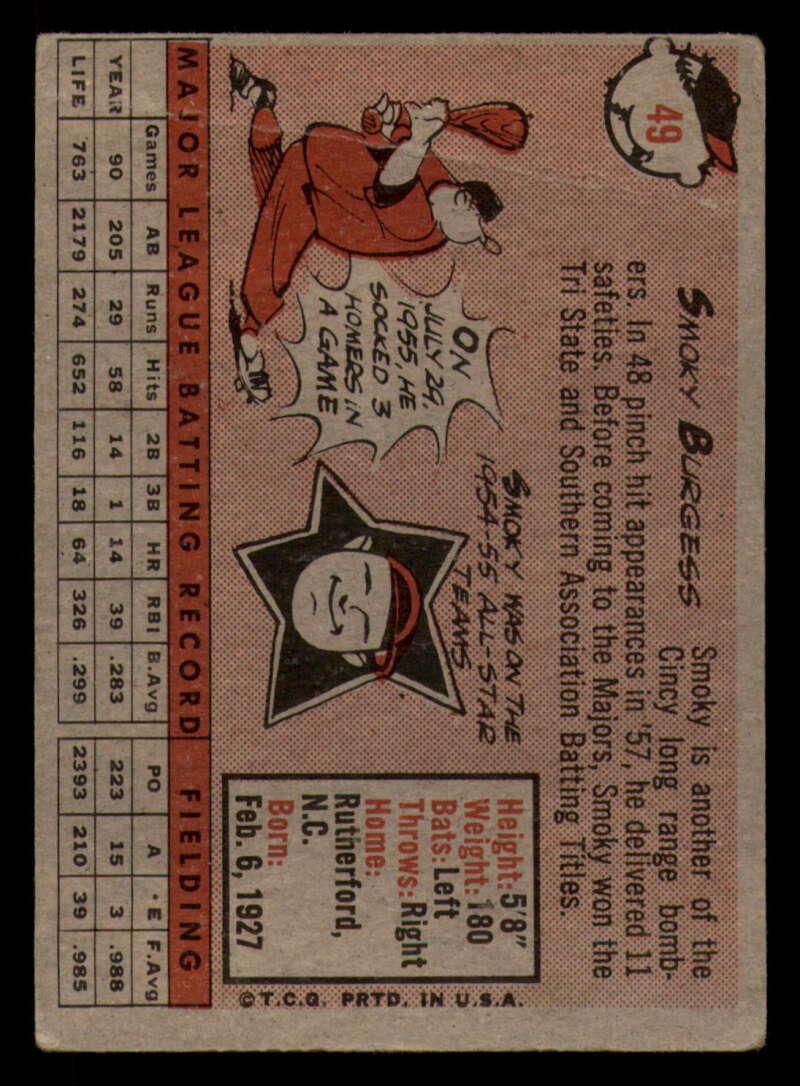 49
SMOKY BURGESS
Smoky is another of the
Cincy long range bomb-
ers. In 48 pinch hit appearances in '57, he delivered 11
safeties. Before coming to the Majors, Smoky won the
Tri State and Southern Association Batting Titles.
ON
JULY 29,
1955, HE
SOCKED 3
HOMERS IN
A GAME
SMOKY WAS ON THE
1954-55 ALL-STAR
TEAMS
Height: 5'8"
Weight: 180
Bats: Left
Throws: Right
Home:
Rutherford,
N.C.
Born:
Feb. 6, 1927
©T.C.G. PRTD. IN U.S.A.
MAJOR LEAGUE BATTING RECORD FIELDING
Games AB Runs Hits 2B 3B HR RBI B.Avg PO A E F.Avg
YEAR 90 205 29 58 14 1 14 39 .283 223 15 3 .988
LIFE 763 2179 274 652 116 18 64 326 .299 2393 210 39 .985